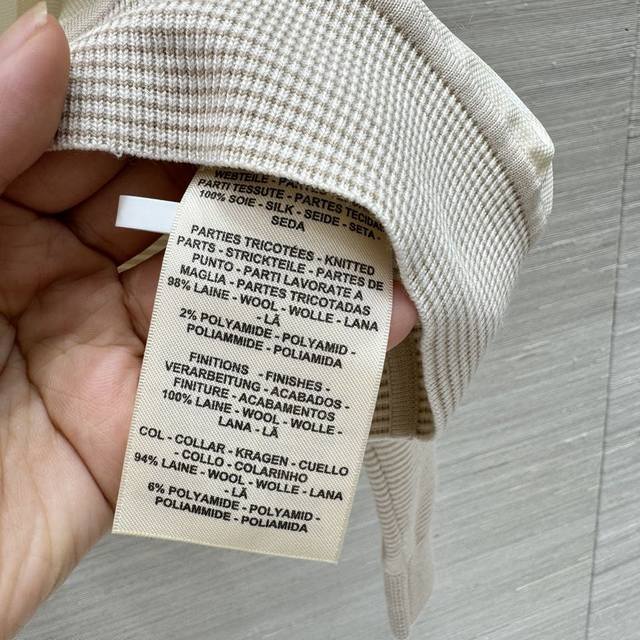 WEBTEILE -
PARTI TESSUTE - PARTES TECIDAS
100% SOIE - SILK - SEIDE - SETA -
SEDA
PARTIES TRICOTÉES - KNITTED
PARTS - STRICKTEILE - PARTES DE
PUNTO - PARTI LAVORATE A
MAGLIA - PARTES TRICOTADAS
98% LAINE - WOOL - WOLLE - LANA
- LÃ
2% POLYAMIDE - POLYAMID -
POLIAMMIDE - POLIAMIDA
FINITIONS - FINISHES -
VERARBEITUNG - ACABADOS -
FINITURE - ACABAMENTOS
100% LAINE - WOOL - WOLLE -
LANA - LÃ
COL - COLLAR - KRAGEN - CUELLO
- COLLO - COLARINHO
94% LAINE - WOOL - WOLLE - LANA
- LÃ
6% POLYAMIDE - POLYAMID -
POLIAMMIDE - POLIAMIDA